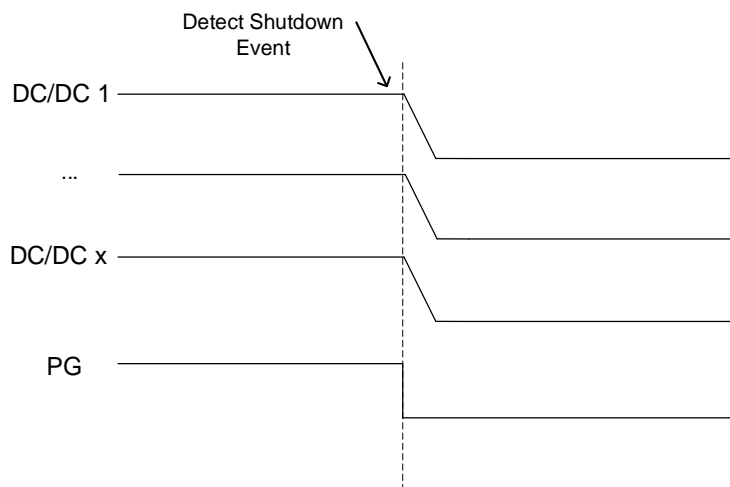 Detect Shutdown
Event
DC/DC 1
...
DC/DC x
PG